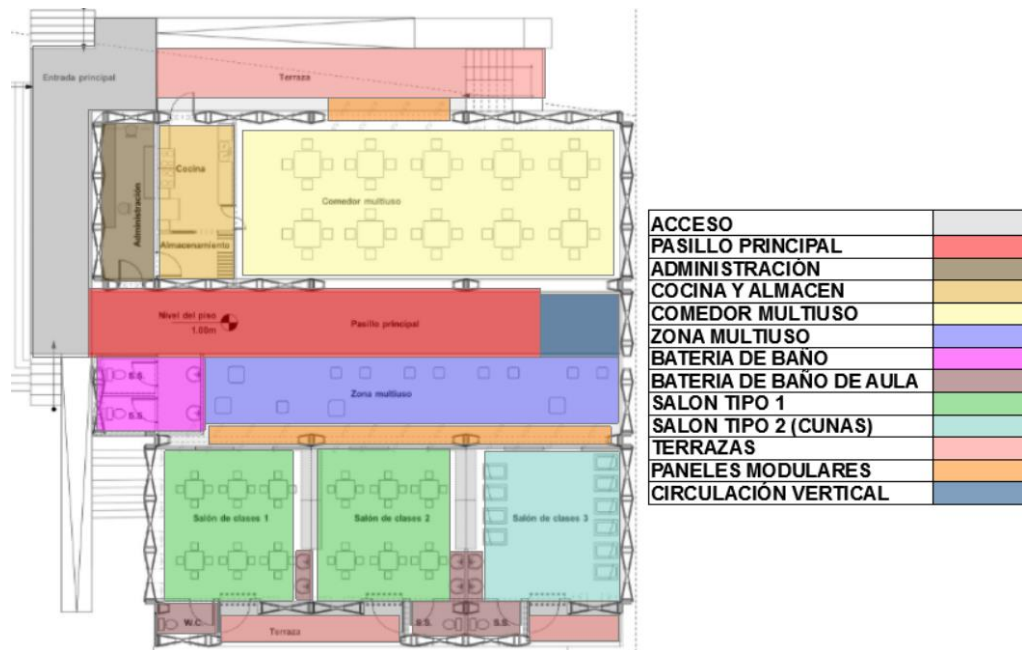 Entrada principal
Terraza
Cocina
Administración
Comedor multiuso
Almacenamiento
Nivel del piso
1.00m
Pasillo principal
S.S.
Zona multiuso
S.S.
Salón de clases 1
Salón de clases 2
Salón de clases 3
W.C.
S.S.
S.S.
Terraza
ACCESO
PASILLO PRINCIPAL
ADMINISTRACIÓN
COCINA Y ALMACEN
COMEDOR MULTIUSO
ZONA MULTIUSO
BATERIA DE BAÑO
BATERIA DE BAÑO DE AULA
SALON TIPO 1
SALON TIPO 2 (CUNAS)
TERRAZAS
PANELES MODULARES
CIRCULACIÓN VERTICAL